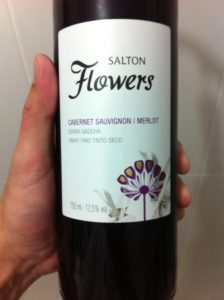 SALTON
Flowers
CABERNET SAUVIGNON | MERLOT
SERRA GAÚCHA
VINHO FINO TINTO SECO
750 ml - 12,5% vol.